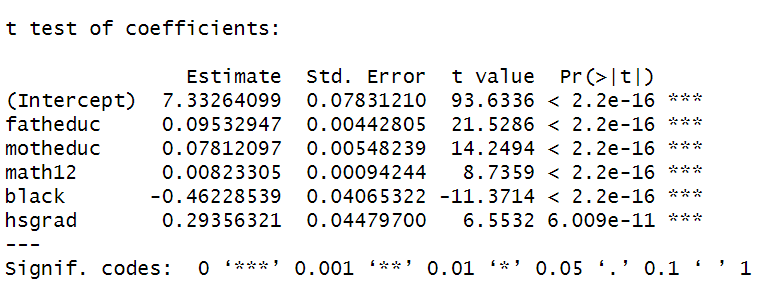 t test of coefficients:
Estimate Std. Error t value Pr(>|t|)
(Intercept) 7.33264099 0.07831210 93.6336 < 2.2e-16 ***
fatheduc 0.09532947 0.00442805 21.5286 < 2.2e-16 ***
motheduc 0.07812097 0.00548239 14.2494 < 2.2e-16 ***
math12 0.00823305 0.00094244 8.7359 < 2.2e-16 ***
black -0.46228539 0.04065322 -11.3714 < 2.2e-16 ***
hsgrad 0.29356321 0.04479700 6.5532 6.009e-11 ***
---
Signif. codes: 0 ‘***’ 0.001 ‘**’ 0.01 ‘*’ 0.05 ‘.’ 0.1 ‘ ’ 1